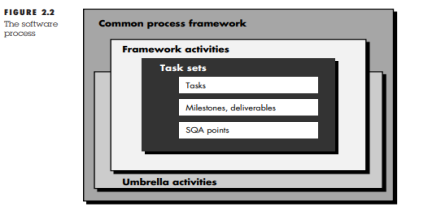 FIGURE 2.2
The software
process
Common process framework
Framework activities
Task sets
Tasks
Milestones, deliverables
SQA points
Umbrella activities